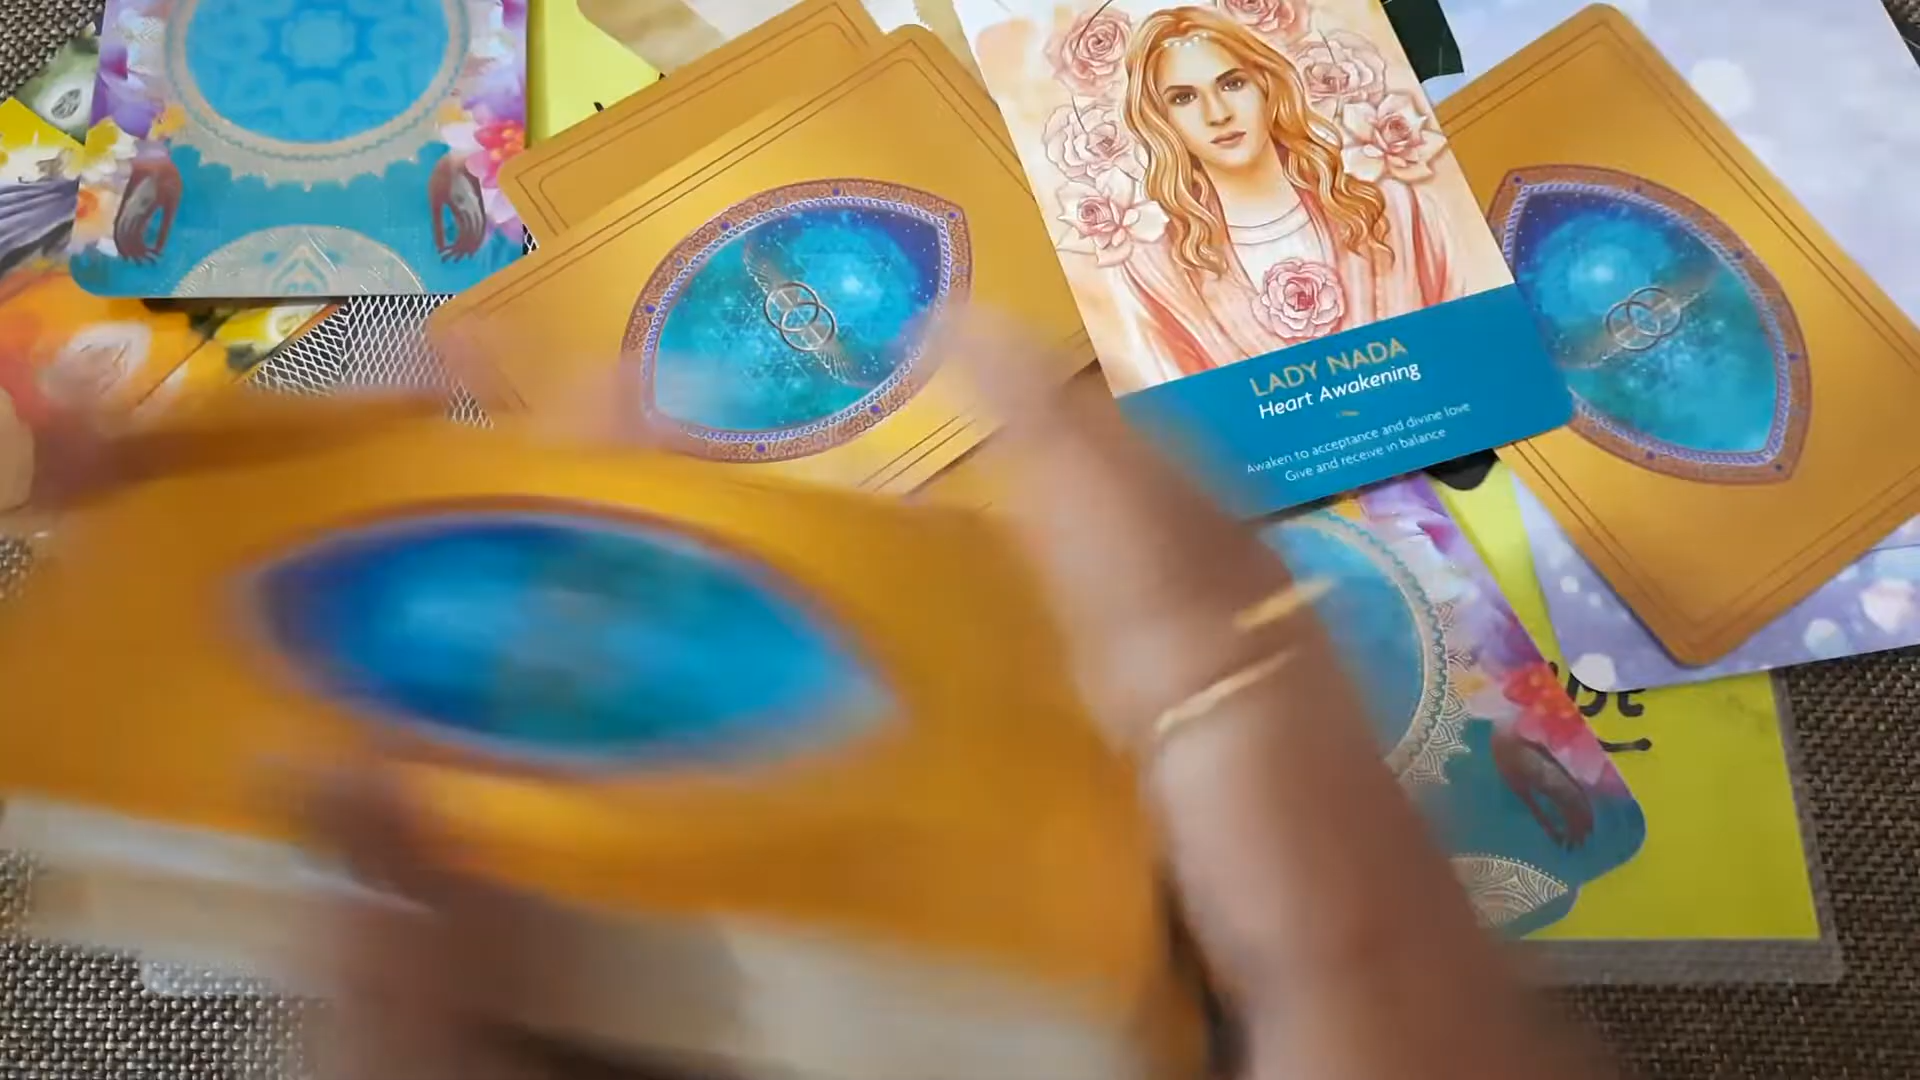 LADY NADA
Heart Awakening
Awaken to acceptance and divine love
Give and receive in balance